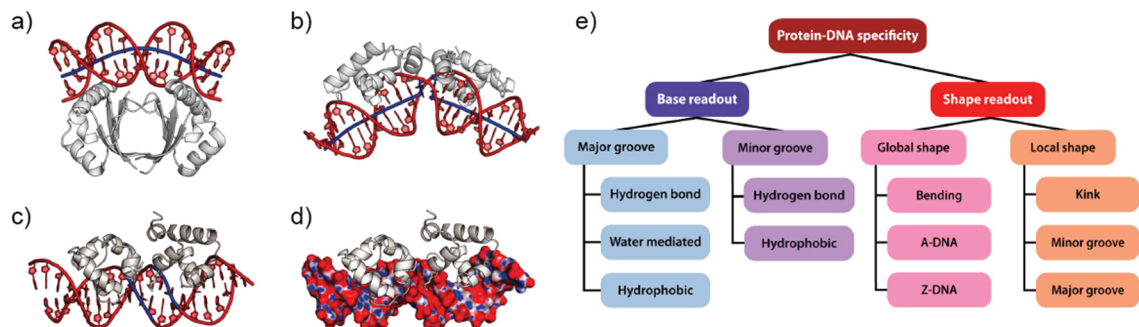 a)
b)
c)
d)
e)
Protein-DNA specificity
Base readout
Shape readout
Major groove
Minor groove
Global shape
Local shape
Hydrogen bond
Hydrogen bond
Bending
Kink
Water mediated
Hydrophobic
A-DNA
Minor groove
Hydrophobic
Z-DNA
Major groove